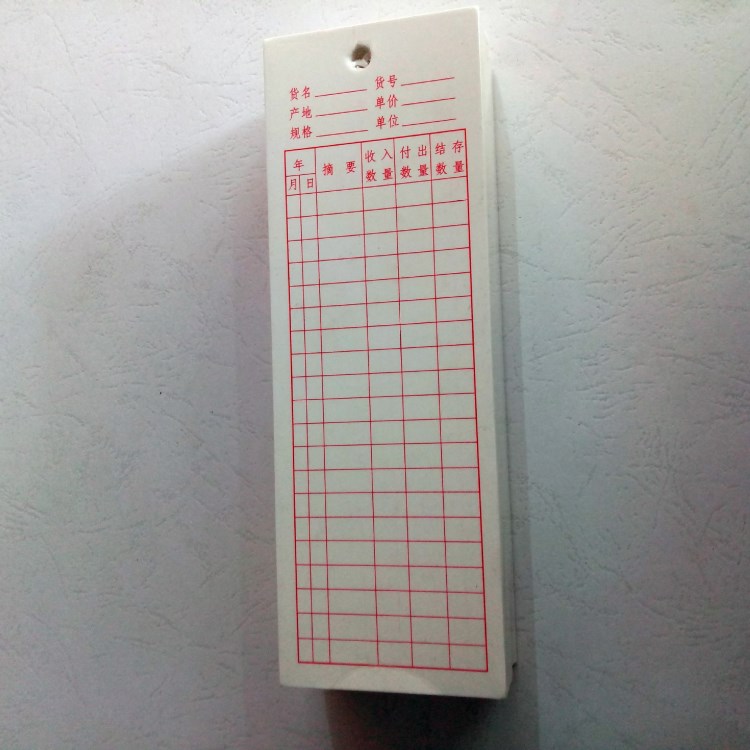 货名 货号
产地 单价
规格 单位
年 摘要 收入 付出 结存
月 日 数量 数量 数量